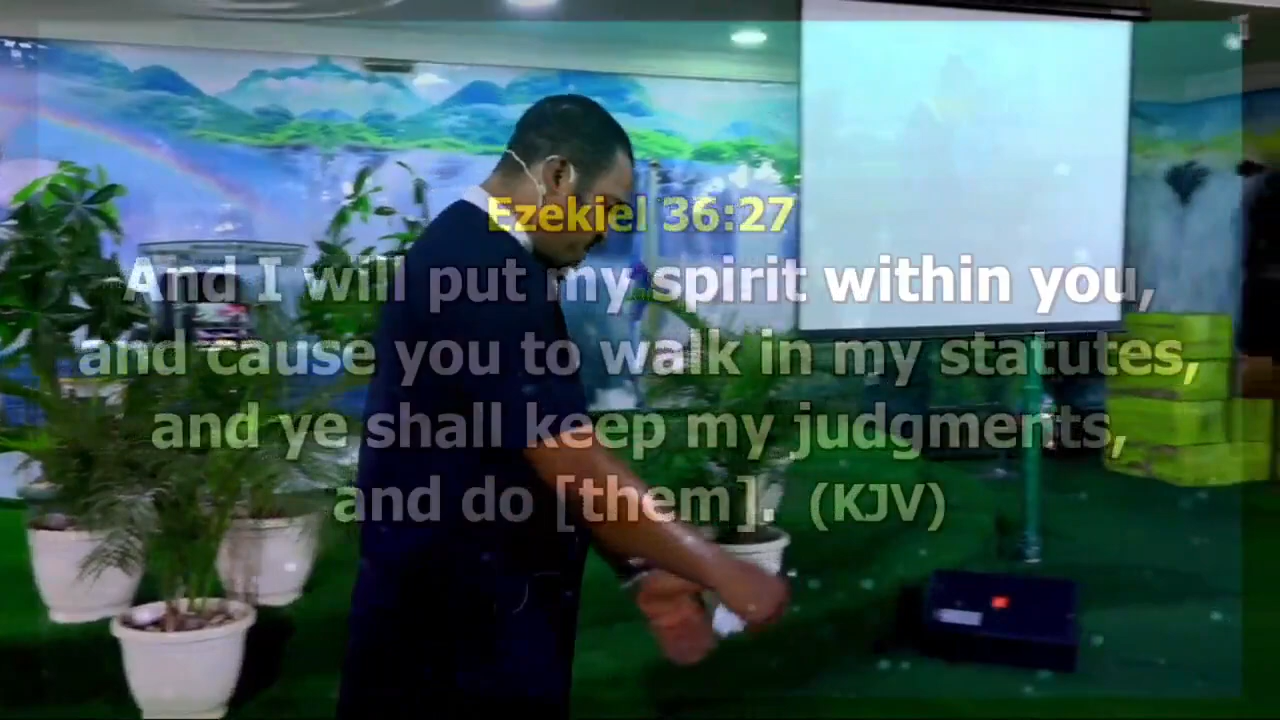 Ezekiel 36:27
And I will put my spirit within you,
and cause you to walk in my statutes,
and ye shall keep my judgments,
and do [them]. (KJV)